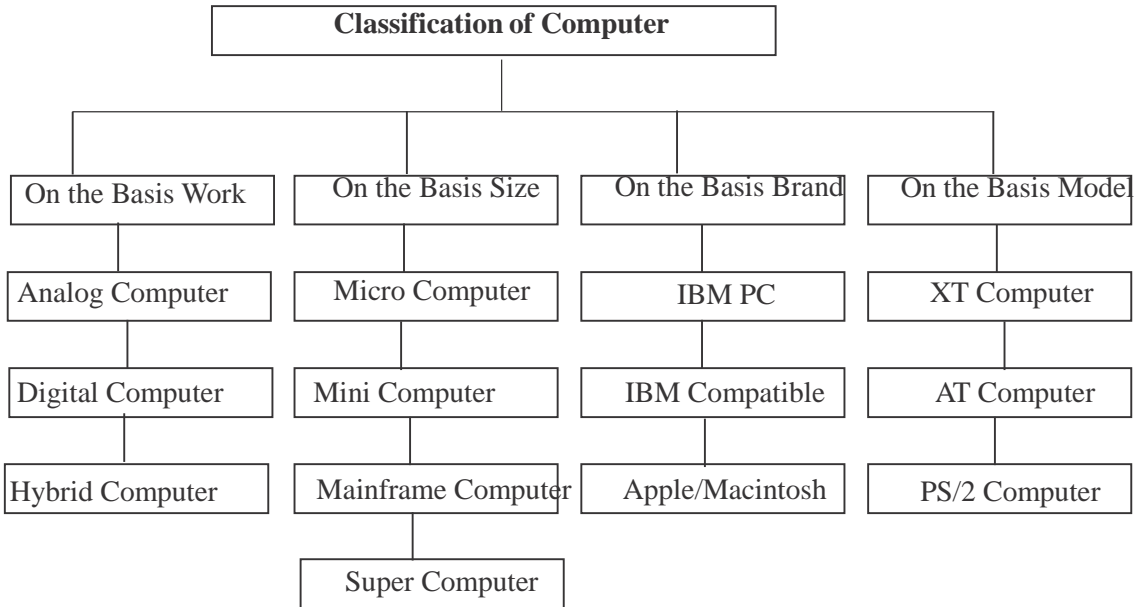 Classification of Computer
On the Basis Work
On the Basis Size
On the Basis Brand
On the Basis Model
Analog Computer
Micro Computer
IBM PC
XT Computer
Digital Computer
Mini Computer
IBM Compatible
AT Computer
Hybrid Computer
Mainframe Computer
Apple/Macintosh
PS/2 Computer
Super Computer